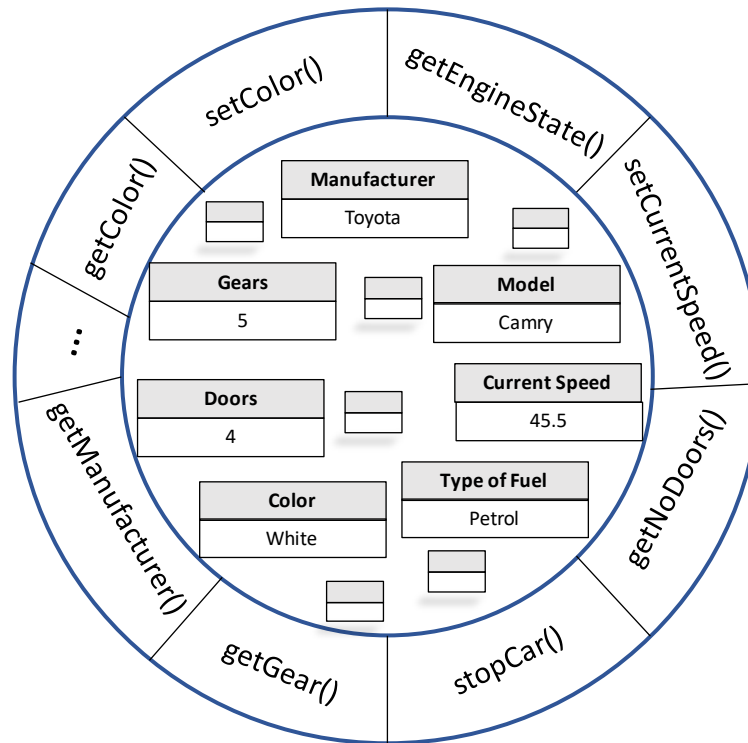 setColor()
getEngineState()
setCurrentSpeed()
getNoDoors()
stopCar()
getGear()
getManufacturer()
...
getColor()
Manufacturer
Toyota
Gears
5
Model
Camry
Doors
4
Current Speed
45.5
Color
White
Type of Fuel
Petrol